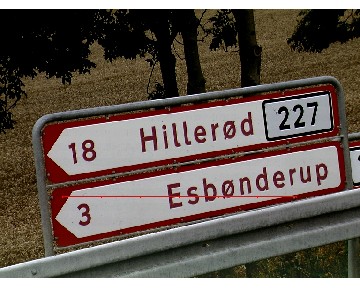 18 Hillerød 227
3 Esbønderup